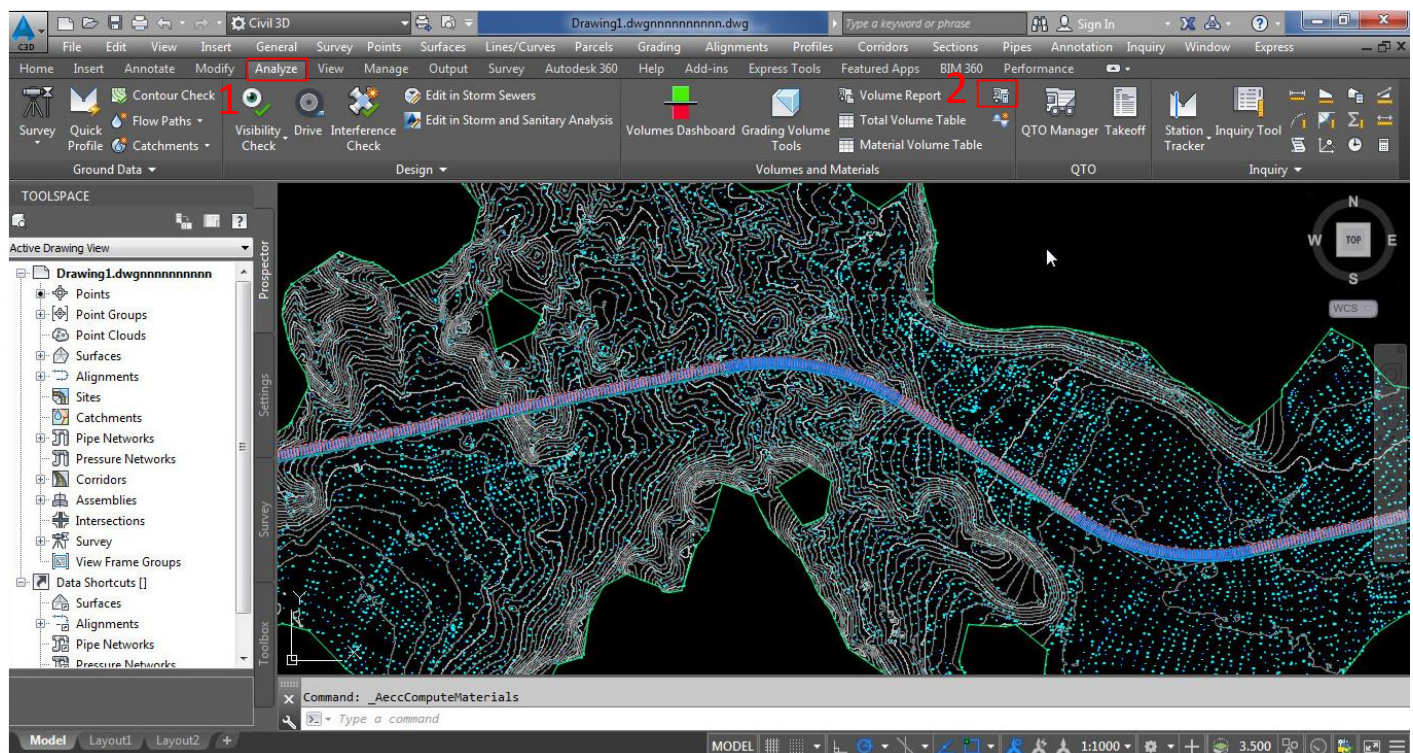 Civil 3D Drawing1.dwgnnnnnnnnnn.dwg Type a keyword or phrase Sign In
C3D File Edit View Insert General Survey Points Surfaces Lines/Curves Parcels Grading Alignments Profiles Corridors Sections Pipes Annotation Inquiry Window Express
Home Insert Annotate Modify Analyze View Manage Output Survey Autodesk 360 Help Add-ins Express Tools Featured Apps BIM 360 Performance
1
2
Survey
Quick Profile
Contour Check
Flow Paths
Catchments
Visibility Check
Drive
Interference Check
Edit in Storm Sewers
Edit in Storm and Sanitary Analysis
Volumes Dashboard
Grading Volume Tools
Volume Report
Total Volume Table
Material Volume Table
QTO Manager
Takeoff
Station Tracker
Inquiry Tool
Ground Data
Design
Volumes and Materials
QTO
Inquiry
TOOLSPACE
Active Drawing View
Drawing1.dwgnnnnnnnnnn
Points
Point Groups
Point Clouds
Surfaces
Alignments
Sites
Catchments
Pipe Networks
Pressure Networks
Corridors
Assemblies
Intersections
Survey
View Frame Groups
Data Shortcuts []
Surfaces
Alignments
Pipe Networks
Pressure Networks
Prospector
Settings
Survey
Toolbox
N
W TOP E
S
WCS
Y
X
Command: _AeccComputeMaterials
Type a command
Model Layout1 Layout2 +
MODEL 1:1000 3.500